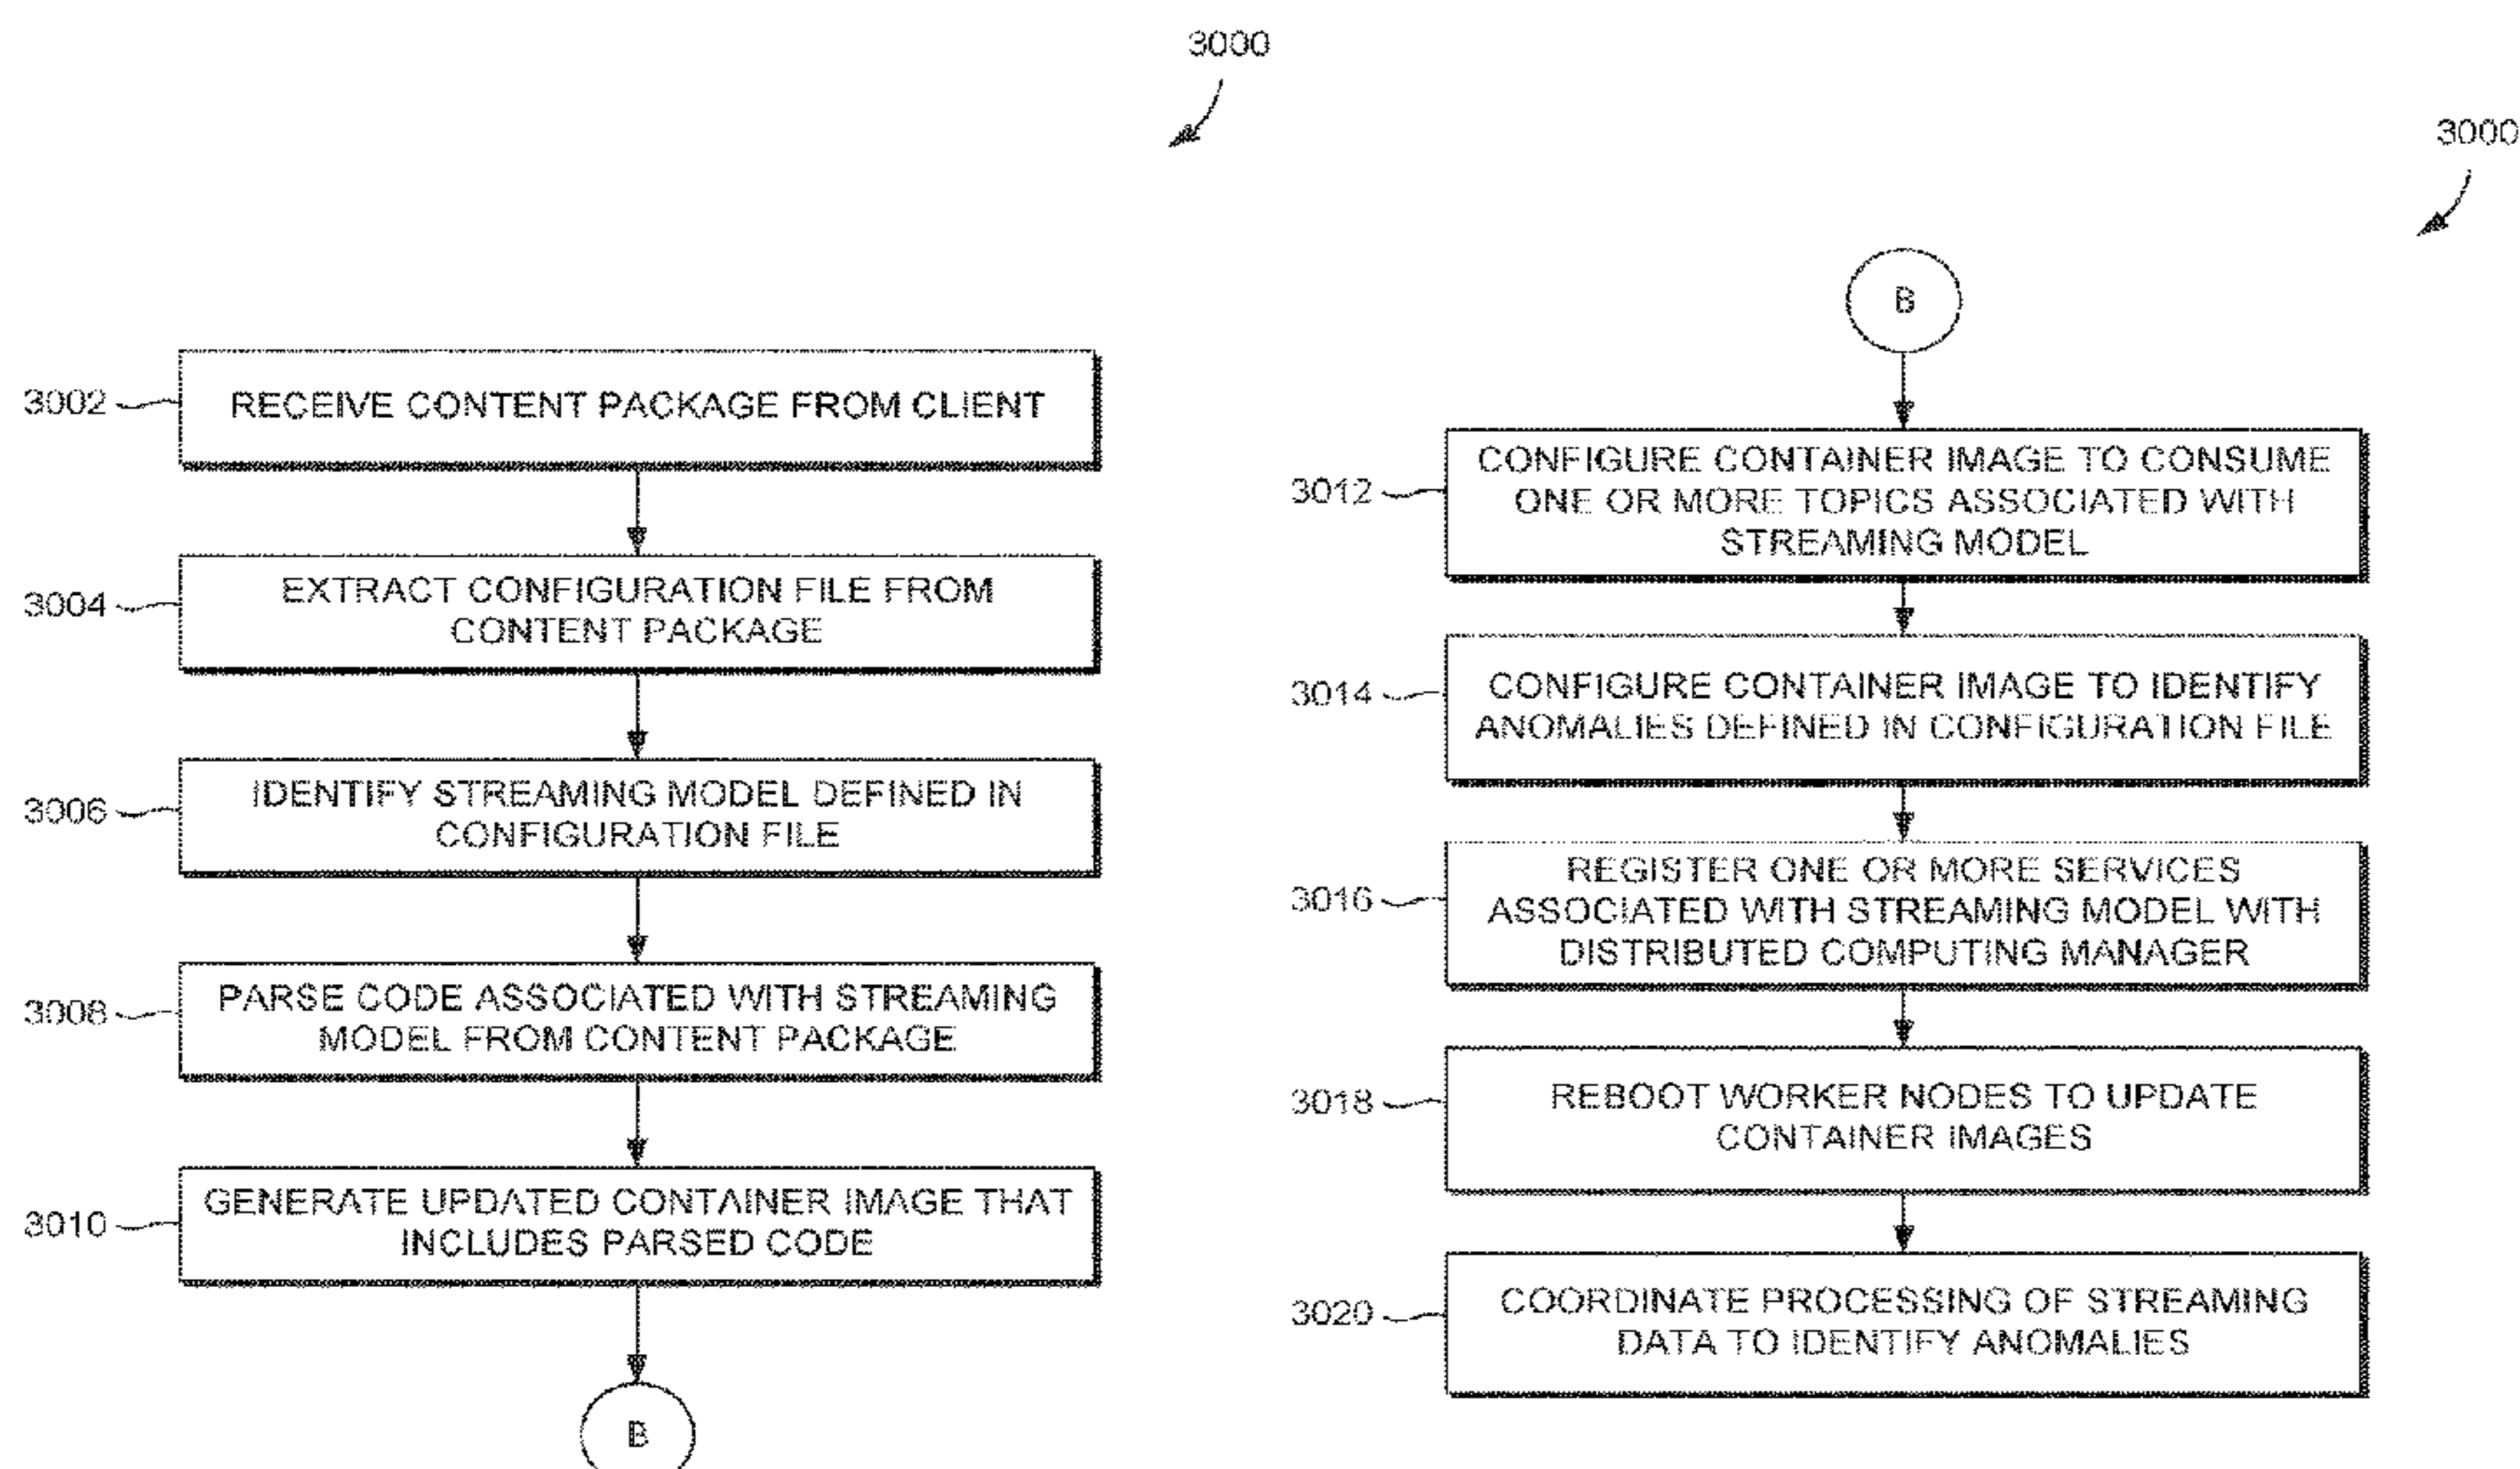 3000
3002
RECEIVE CONTENT PACKAGE FROM CLIENT
3004
EXTRACT CONFIGURATION FILE FROM
CONTENT PACKAGE
3006
IDENTIFY STREAMING MODEL DEFINED IN
CONFIGURATION FILE
3008
PARSE CODE ASSOCIATED WITH STREAMING
MODEL FROM CONTENT PACKAGE
3010
GENERATE UPDATED CONTAINER IMAGE THAT
INCLUDES PARSED CODE
B
3000
B
3012
CONFIGURE CONTAINER IMAGE TO CONSUME
ONE OR MORE TOPICS ASSOCIATED WITH
STREAMING MODEL
3014
CONFIGURE CONTAINER IMAGE TO IDENTIFY
ANOMALIES DEFINED IN CONFIGURATION FILE
3016
REGISTER ONE OR MORE SERVICES
ASSOCIATED WITH STREAMING MODEL WITH
DISTRIBUTED COMPUTING MANAGER
3018
REBOOT WORKER NODES TO UPDATE
CONTAINER IMAGES
3020
COORDINATE PROCESSING OF STREAMING
DATA TO IDENTIFY ANOMALIES